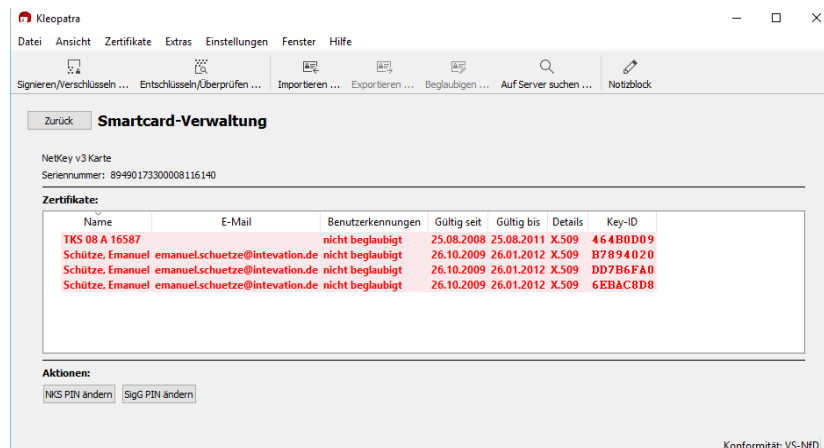 Kleopatra
Datei Ansicht Zertifikate Extras Einstellungen Fenster Hilfe
Signieren/Verschlüsseln ... Entschlüsseln/Überprüfen ... Importieren ... Exportieren ... Beglaubigen ... Auf Server suchen ... Notizblock
Zurück Smartcard-Verwaltung
NetKey v3 Karte
Seriennummer: 89490173300008116140
Zertifikate:
Name E-Mail Benutzerkennungen Gültig seit Gültig bis Details Key-ID
TKS 08 A 16587 nicht beglaubigt 25.08.2008 25.08.2011 X.509 464B0D09
Schütze, Emanuel emanuel.schuetze@intevation.de nicht beglaubigt 26.10.2009 26.01.2012 X.509 B7894020
Schütze, Emanuel emanuel.schuetze@intevation.de nicht beglaubigt 26.10.2009 26.01.2012 X.509 DD7B6FA0
Schütze, Emanuel emanuel.schuetze@intevation.de nicht beglaubigt 26.10.2009 26.01.2012 X.509 6EBAC8D8
Aktionen:
NKS PIN ändern SigG PIN ändern
Konformität: VS-NfD